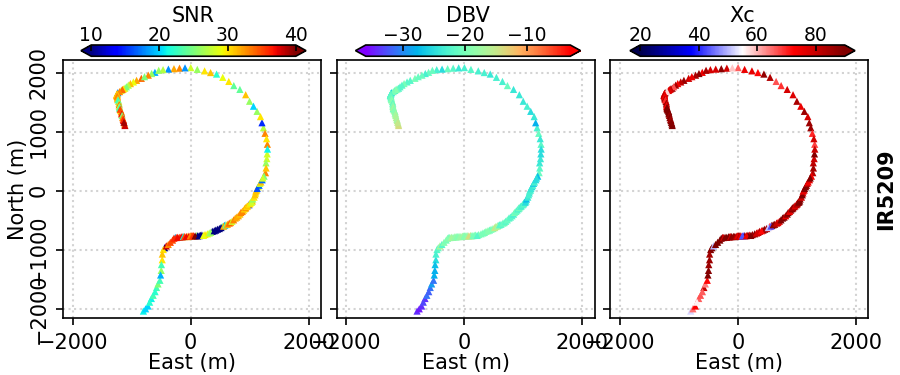 SNR DBV Xc
10 20 30 40 −30 −20 −10 20 40 60 80
North (m)
2000
1000
0
−1000
−2000
IR5209
−2000 0 2000 −2000 0 2000 −2000 0 2000
East (m) East (m) East (m)